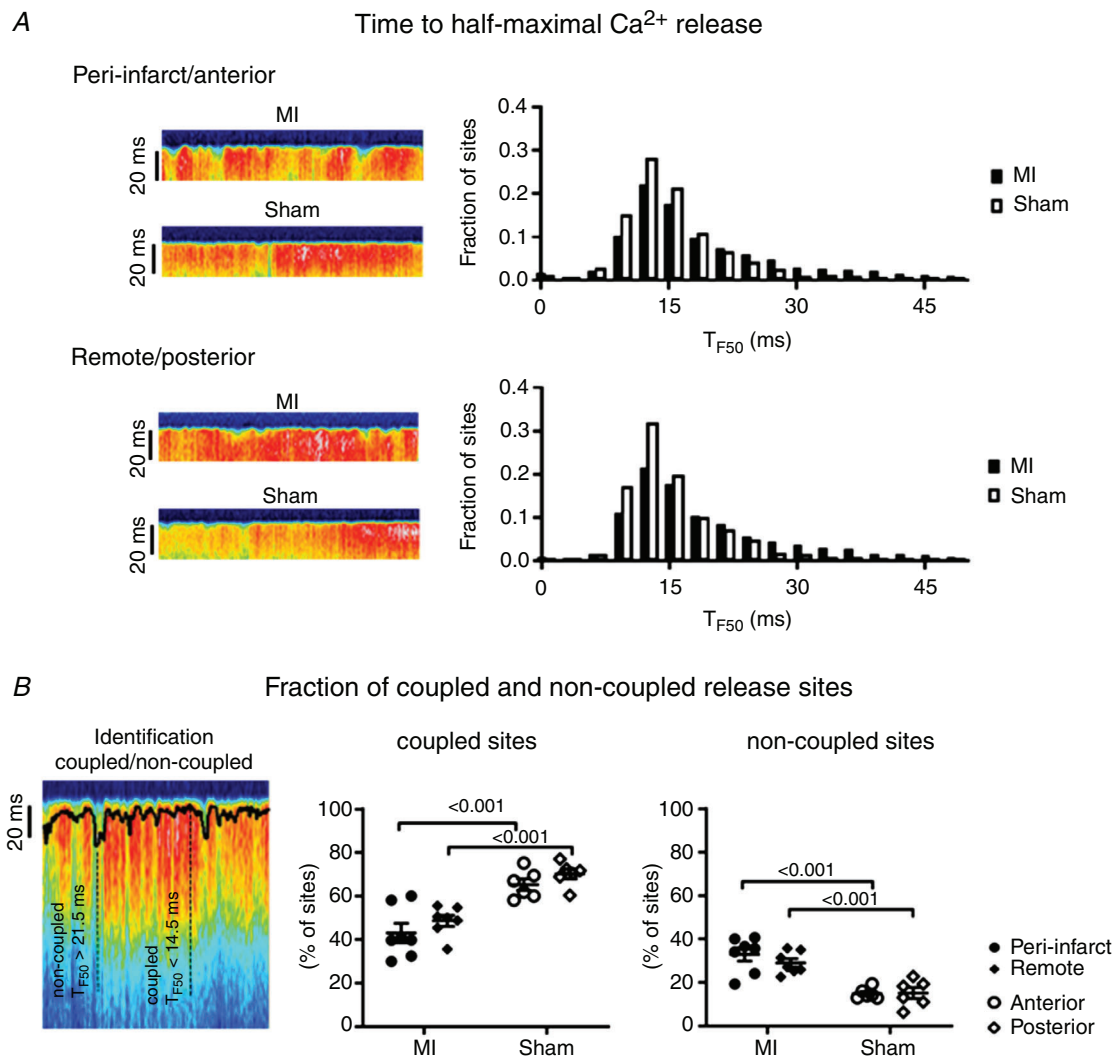 A
Time to half-maximal Ca²⁺ release
Peri-infarct/anterior
MI
20 ms
Sham
20 ms
0.4
0.3
0.2
0.1
0.0
Fraction of sites
0 15 30 45
T_F50 (ms)
MI
Sham
Remote/posterior
MI
20 ms
Sham
20 ms
0.4
0.3
0.2
0.1
0.0
Fraction of sites
0 15 30 45
T_F50 (ms)
MI
Sham
B
Fraction of coupled and non-coupled release sites
Identification
coupled/non-coupled
20 ms
non-coupled
T_F50 > 21.5 ms
coupled
T_F50 < 14.5 ms
coupled sites
100
80
60
40
20
0
(% of sites)
<0.001
<0.001
MI Sham
non-coupled sites
100
80
60
40
20
0
(% of sites)
<0.001
<0.001
MI Sham
Peri-infarct
Remote
Anterior
Posterior